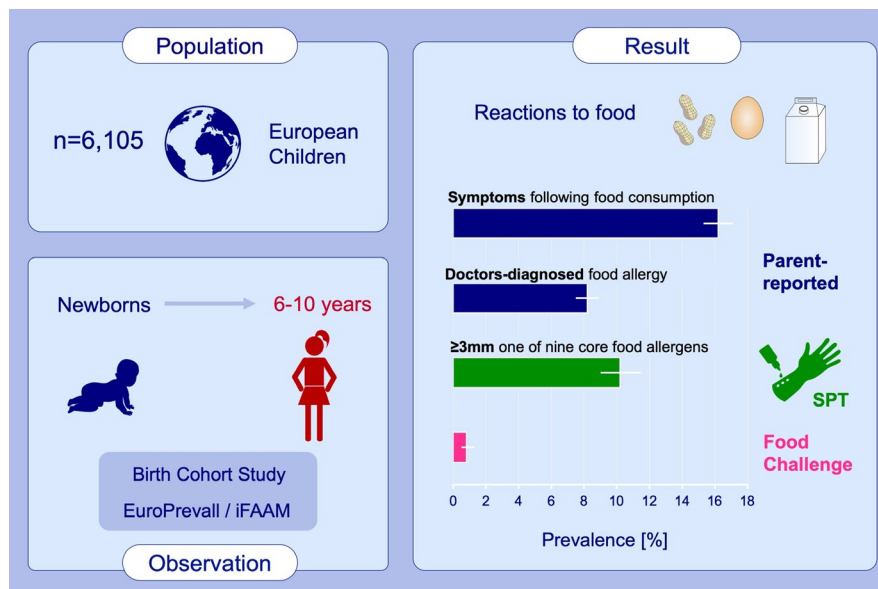 Population
n=6,105
European
Children
Newborns
6-10 years
Birth Cohort Study
EuroPrevall / iFAAM
Observation
Result
Reactions to food
Symptoms following food consumption
Doctors-diagnosed food allergy
Parent-
reported
≥3mm one of nine core food allergens
SPT
Food
Challenge
0 2 4 6 8 10 12 14 16 18
Prevalence [%]